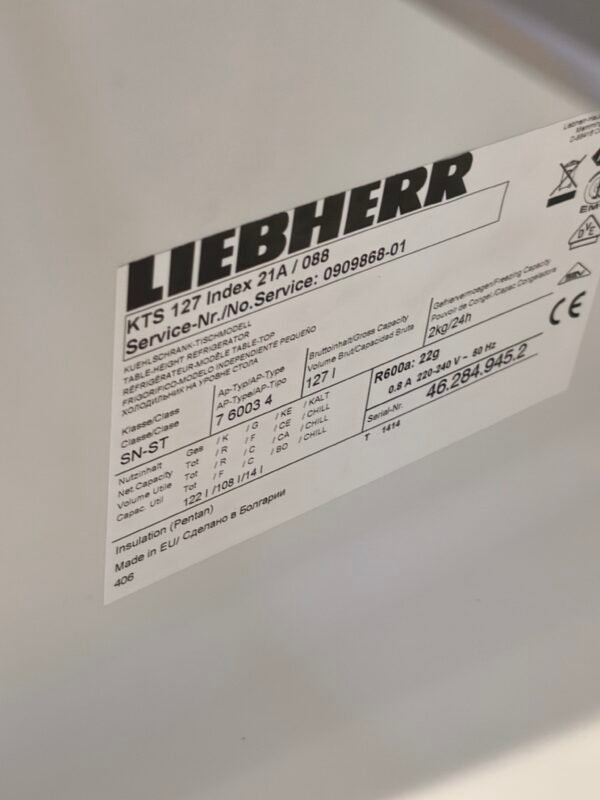 LIEBHERR
KTS 127 Index 21A / 088
Service-Nr./No.Service: 0909868-01
KUEHLSCHRANK-TISCHMODELL
TABLE-HEIGHT REFRIGERATOR
RÉFRIGÉRATEUR-MODÈLE TABLE-TOP
FRIGORIFICO-MODELO INDEPENDIENTE PEQUEÑO
ХОЛОДИЛЬНИК НА УРОВНЕ СТОЛА
Klasse/Class
Classe/Clase
SN-ST
Ap-Typ/AP-Type
AP-Type/AP-Tipo
7 6003 4
Bruttoinhalt/Gross Capacity
Volume Brut/Capacidad Bruta
127 l
Gefriervermoegen/Freezing Capacity
Pouvoir de Congel./Capac.Congeladora
2kg/24h
Nutzinhalt Ges /K /G /KE / KALT
Net.Capacity Tot /R /F /CE / CHILL
Volume Utile Tot /R /C /CA / CHILL
Capac. Util Tot /F /C /BO / CHILL
122 l /108 l/14 l
R600a: 22g
0.8 A 220-240 V ~ 50 Hz
Serial-Nr. 46.284.945.2
T 1414
Insulation (Pentan)
Made in EU/ Сделано в Болгарии
406
CE